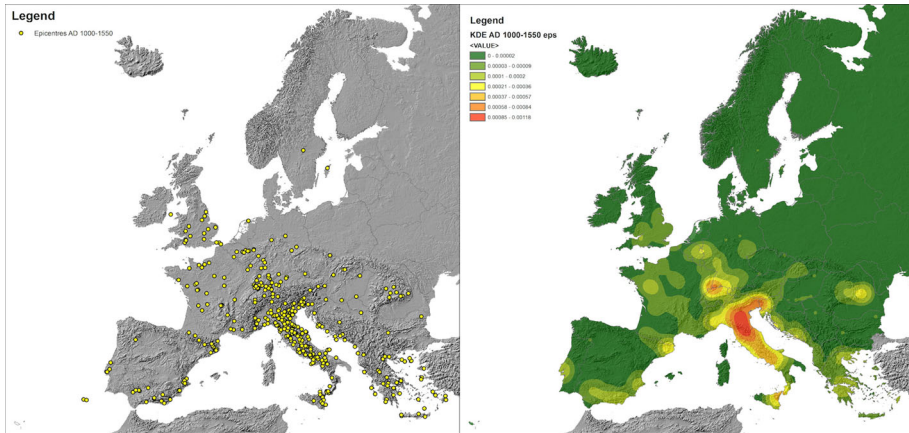 Legend
Epicentres AD 1000-1550
Legend
KDE AD 1000-1550 eps
<VALUE>
0 - 0.00002
0.00003 - 0.00009
0.0001 - 0.0002
0.00021 - 0.00036
0.00037 - 0.00057
0.00058 - 0.00084
0.00085 - 0.00118